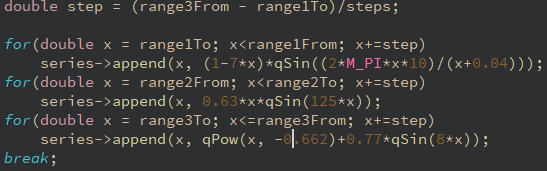 double step = (range3From - range1To)/steps;
for(double x = range1To; x<range1From; x+=step)
series->append(x, (1-7*x)*qSin((2*M_PI*x*10)/(x+0.04)));
for(double x = range2From; x<range2To; x+=step)
series->append(x, 0.63*x*qSin(125*x));
for(double x = range3To; x<=range3From; x+=step)
series->append(x, qPow(x, -0.662)+0.77*qSin(8*x));
break;